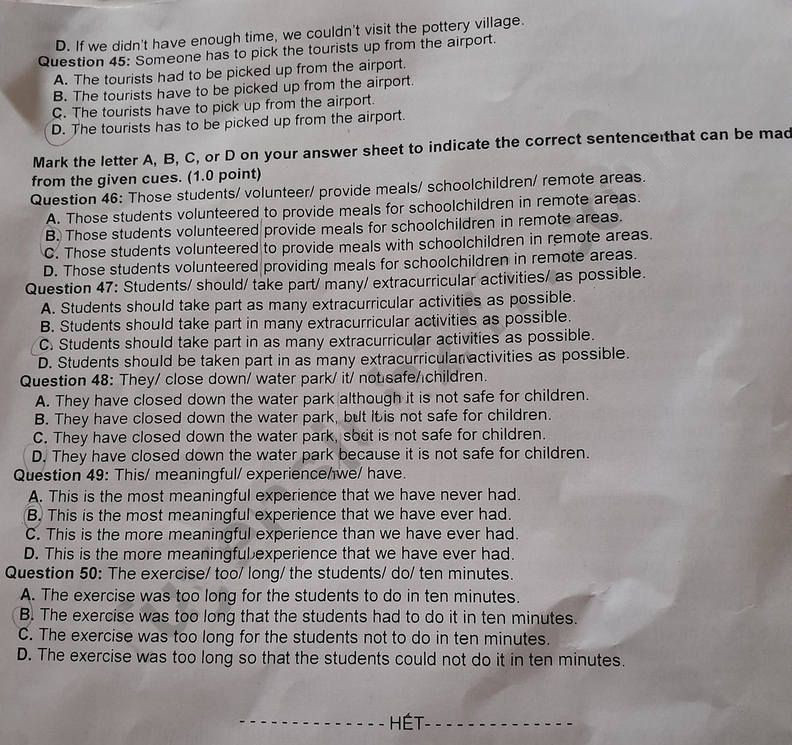 D. If we didn't have enough time, we couldn't visit the pottery village.
Question 45: Someone has to pick the tourists up from the airport.
A. The tourists had to be picked up from the airport.
B. The tourists have to be picked up from the airport.
C. The tourists have to pick up from the airport.
D. The tourists has to be picked up from the airport.
Mark the letter A, B, C, or D on your answer sheet to indicate the correct sentence that can be mad
from the given cues. (1.0 point)
Question 46: Those students/ volunteer/ provide meals/ schoolchildren/ remote areas.
A. Those students volunteered to provide meals for schoolchildren in remote areas.
B. Those students volunteered provide meals for schoolchildren in remote areas.
C. Those students volunteered to provide meals with schoolchildren in remote areas.
D. Those students volunteered providing meals for schoolchildren in remote areas.
Question 47: Students/ should/ take part/ many/ extracurricular activities/ as possible.
A. Students should take part as many extracurricular activities as possible.
B. Students should take part in many extracurricular activities as possible.
C. Students should take part in as many extracurricular activities as possible.
D. Students should be taken part in as many extracurricular activities as possible.
Question 48: They/ close down/ water park/ it/ not safe/ children.
A. They have closed down the water park although it is not safe for children.
B. They have closed down the water park, but it is not safe for children.
C. They have closed down the water park, so it is not safe for children.
D. They have closed down the water park because it is not safe for children.
Question 49: This/ meaningful/ experience/ we/ have.
A. This is the most meaningful experience that we have never had.
B. This is the most meaningful experience that we have ever had.
C. This is the more meaningful experience than we have ever had.
D. This is the more meaningful experience that we have ever had.
Question 50: The exercise/ too/ long/ the students/ do/ ten minutes.
A. The exercise was too long for the students to do in ten minutes.
B. The exercise was too long that the students had to do it in ten minutes.
C. The exercise was too long for the students not to do in ten minutes.
D. The exercise was too long so that the students could not do it in ten minutes.
--------------- HẾT---------------